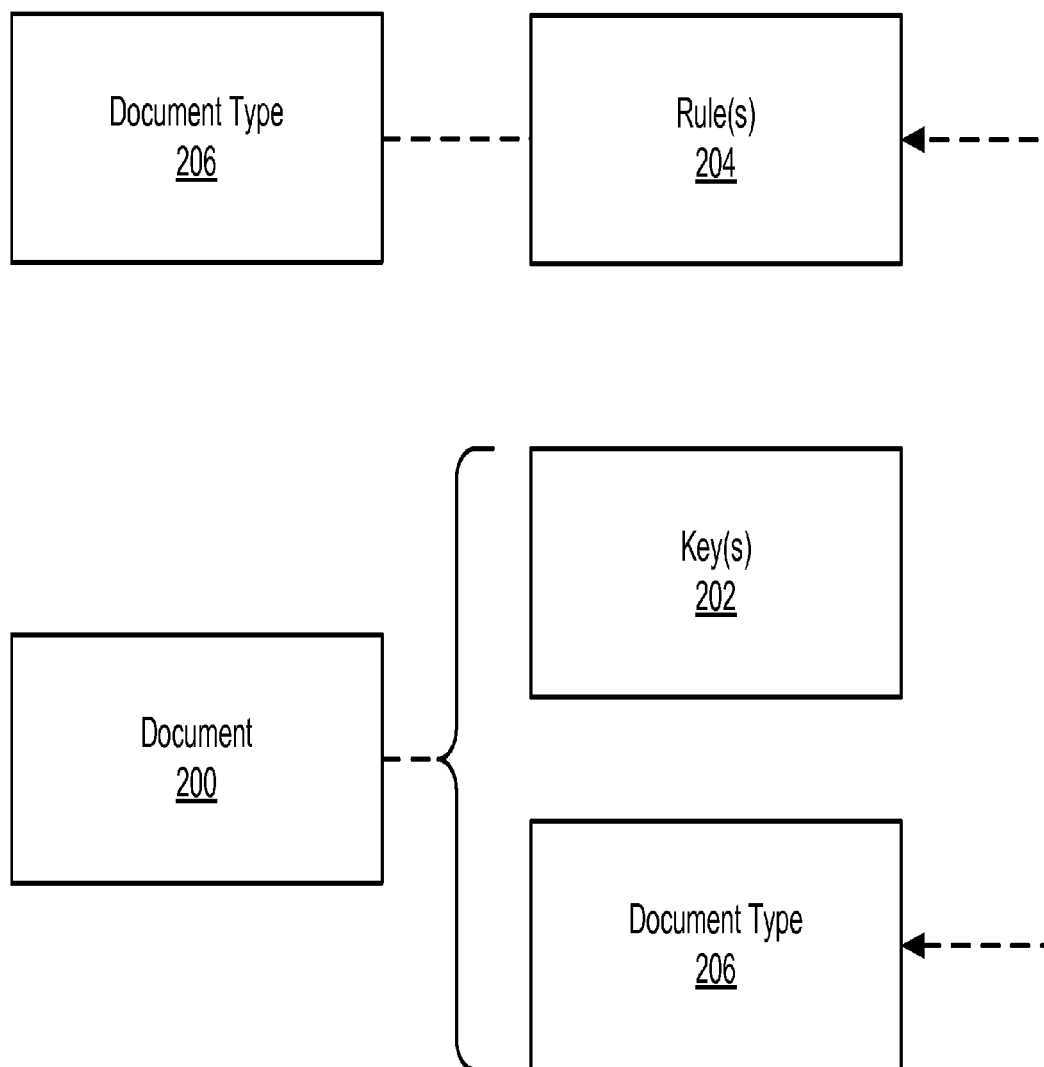 Document Type
206
Rule(s)
204
Key(s)
202
Document
200
Document Type
206